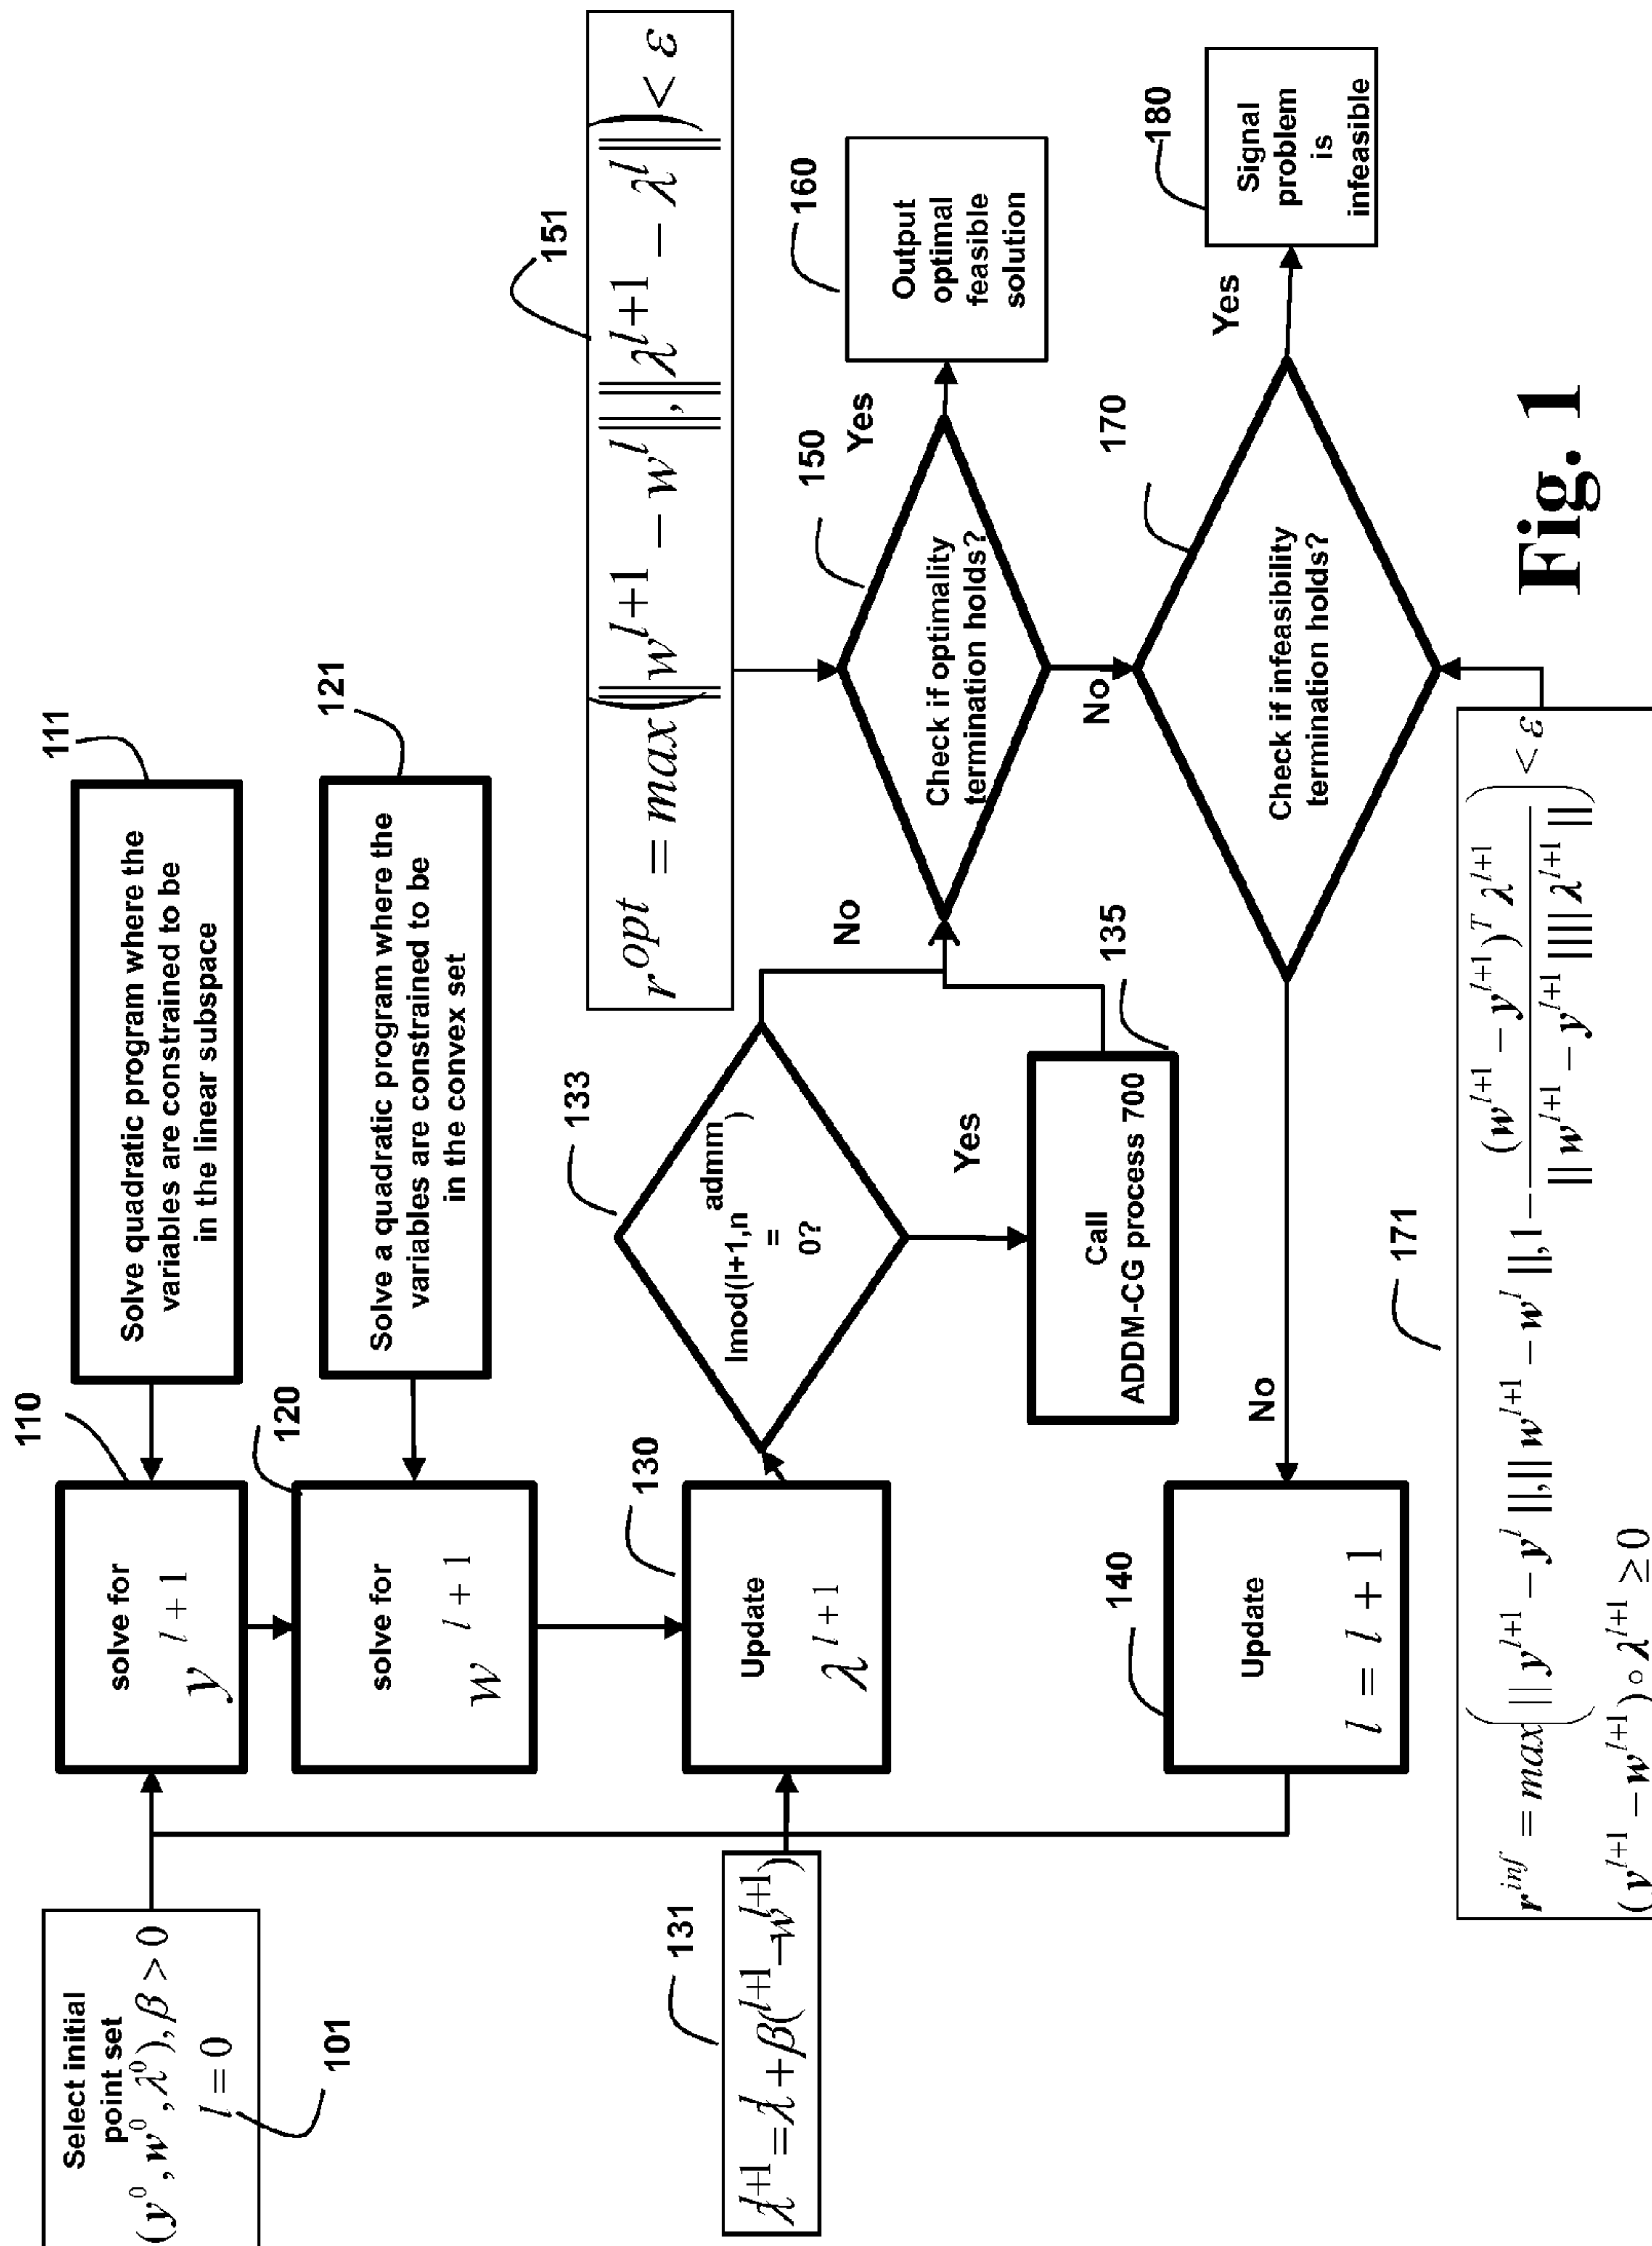 Select initial
point set
(y^0, w^0, λ^0), β > 0
l = 0
101
110
solve for
y^{l+1}
Solve quadratic program where the
variables are constrained to be
in the linear subspace
111
120
solve for
w^{l+1}
Solve a quadratic program where the
variables are constrained to be
in the convex set
121
131
λ^{l+1} = λ^l + β(^{l+1} − w^{l+1})
130
Update
λ^{l+1}
133
admm
Imod(l+1,n )
=
0?
No
Yes
135
Call
ADDM-CG process 700
151
r^{opt} = max(‖w^{l+1} − w^l‖, ‖λ^{l+1} − λ^l‖) < ε
150
Check if optimality
termination holds?
Yes
160
Output
optimal
feasible
solution
No
170
Check if infeasibility
termination holds?
Yes
180
Signal
problem
is
infeasible
No
140
Update
l = l + 1
171
r^{inf} = max(|| y^{l+1} − y^l ||, || w^{l+1} − w^l ||, 1 − (w^{l+1} − y^{l+1})^T λ^{l+1} / || w^{l+1} − y^{l+1} || || λ^{l+1} ||) < ε
(y^{l+1} − w^{l+1}) ∘ λ^{l+1} ≥ 0
Fig. 1